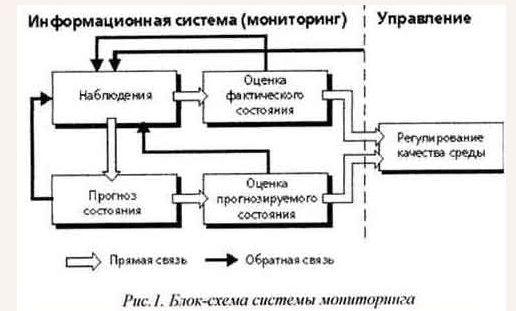 Информационная система (мониторинг) Управление
Наблюдения
Оценка
фактического
состояния
Регулирование
качества среды
Прогноз
состояния
Оценка
прогнозируемого
состояния
Прямая связь Обратная связь
Рис. 1. Блок-схема системы мониторинга